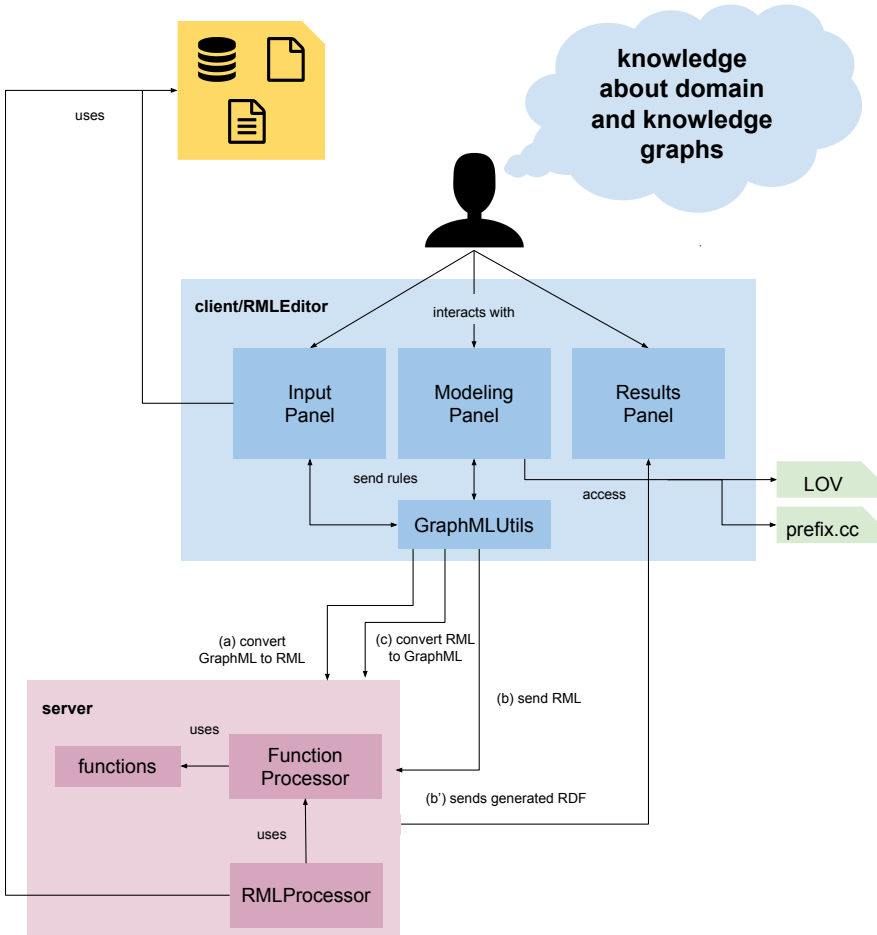 knowledge
about domain
and knowledge
graphs
uses
client/RMLEditor
interacts with
Input
Panel
Modeling
Panel
Results
Panel
send rules
access
LOV
GraphMLUtils
prefix.cc
(a) convert
GraphML to RML
(c) convert RML
to GraphML
(b) send RML
server
uses
functions
Function
Processor
(b') sends generated RDF
uses
RMLProcessor